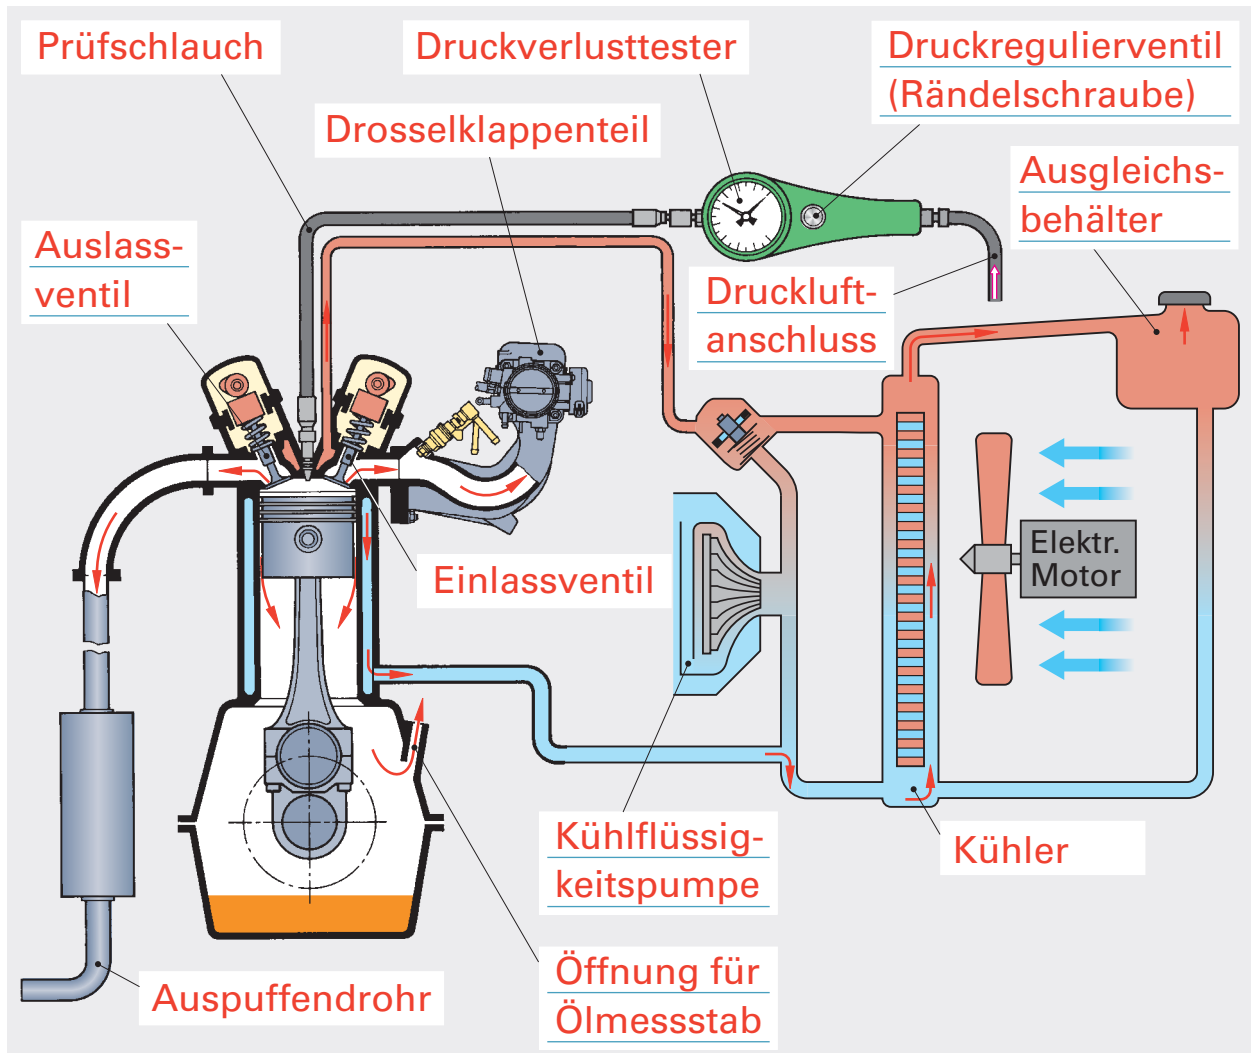 Prüfschlauch
Druckverlusttester
Druckregulierventil
(Rändelschraube)
Drosselklappenteil
Ausgleichs-
behälter
Auslass-
ventil
Druckluft-
anschluss
Einlassventil
Elektr.
Motor
Kühlflüssig-
keitspumpe
Kühler
Öffnung für
Ölmessstab
Auspuffendrohr